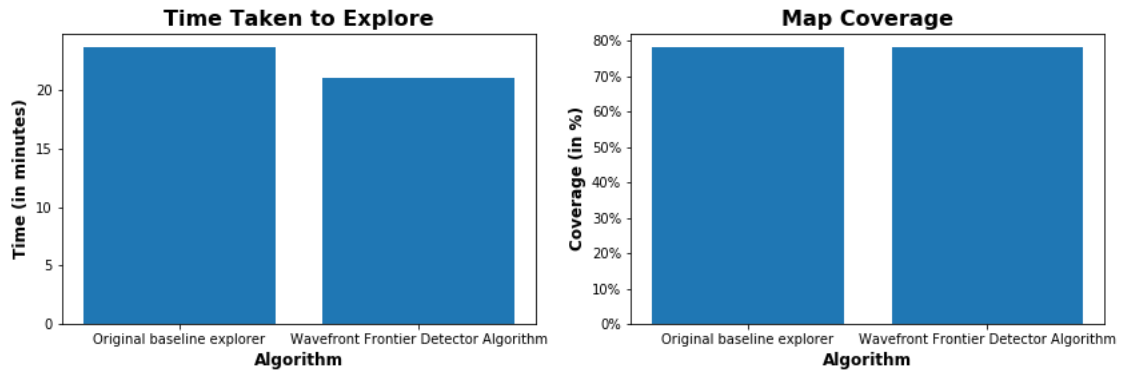 Time Taken to Explore
Time (in minutes)
20
15
10
5
0
Original baseline explorer
Wavefront Frontier Detector Algorithm
Algorithm
Map Coverage
Coverage (in %)
80%
70%
60%
50%
40%
30%
20%
10%
0%
Original baseline explorer
Wavefront Frontier Detector Algorithm
Algorithm